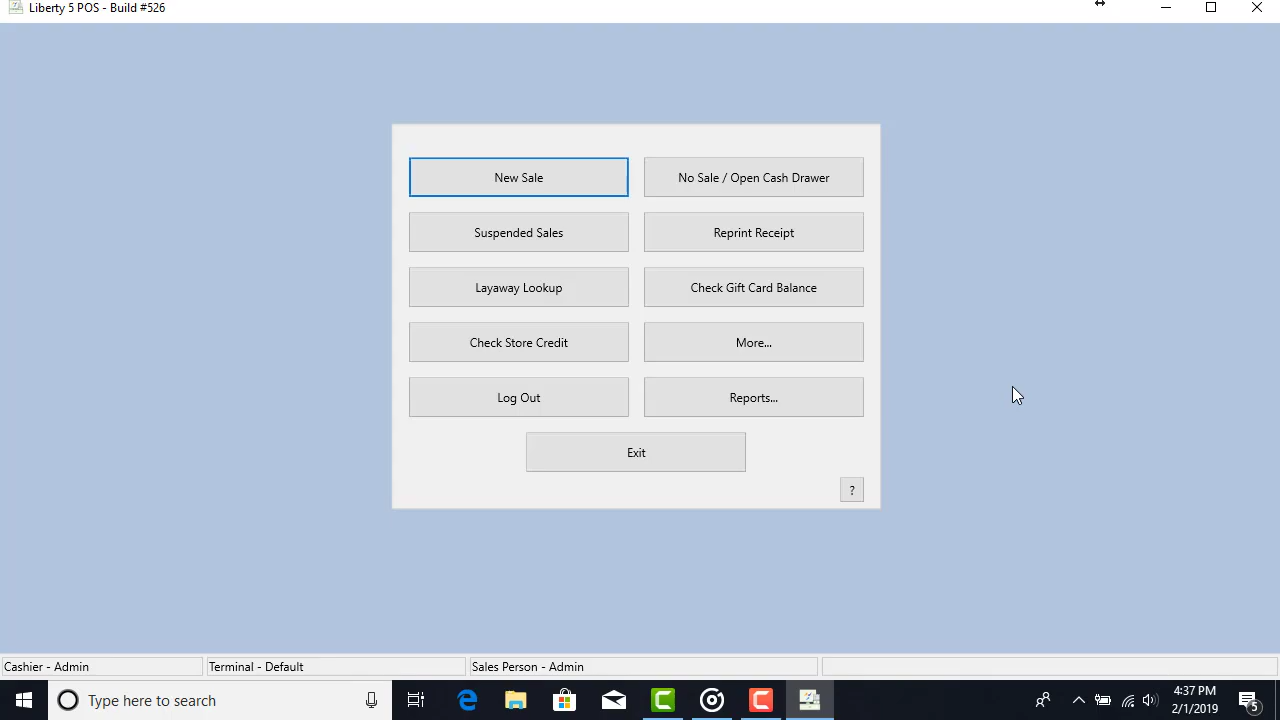 Liberty 5 POS - Build #526
New Sale
No Sale / Open Cash Drawer
Suspended Sales
Reprint Receipt
Layaway Lookup
Check Gift Card Balance
Check Store Credit
More...
Log Out
Reports...
Exit
?
Cashier - Admin
Terminal - Default
Sales Person - Admin
Type here to search
4:37 PM
2/1/2019
5